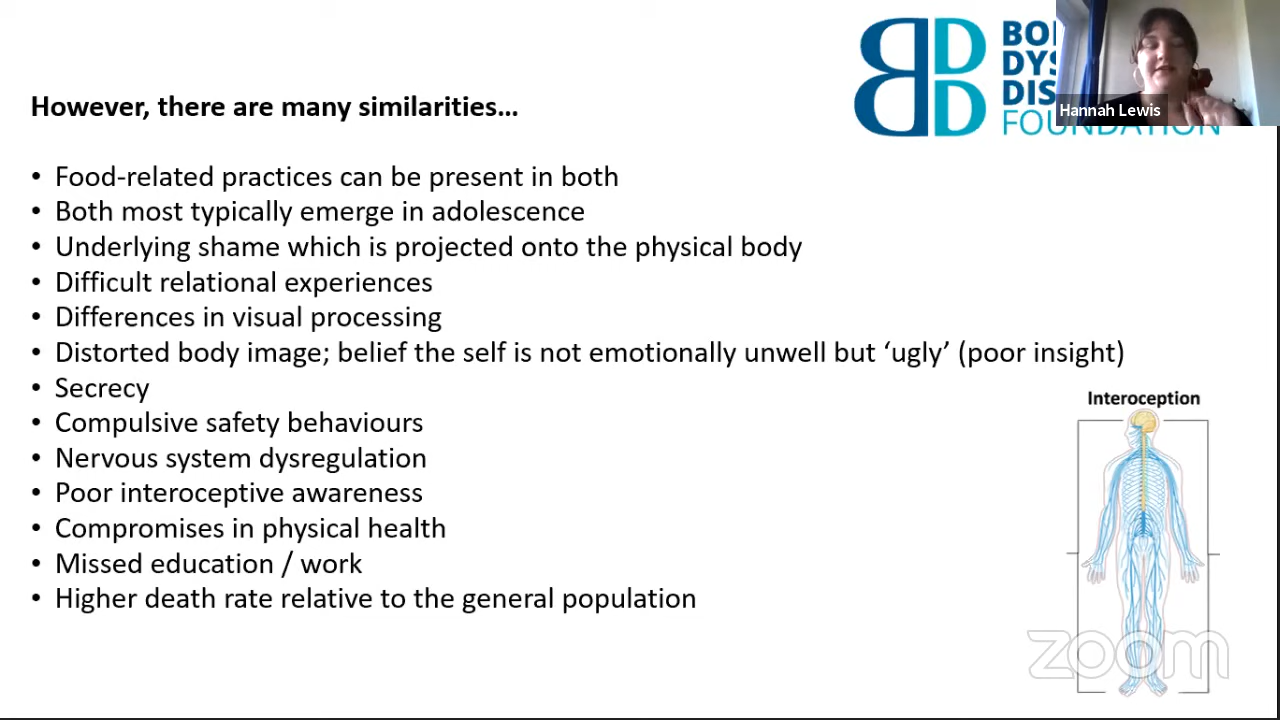 BO
DYS
DIS
FOUNDATION
Hannah Lewis
However, there are many similarities...
• Food-related practices can be present in both
• Both most typically emerge in adolescence
• Underlying shame which is projected onto the physical body
• Difficult relational experiences
• Differences in visual processing
• Distorted body image; belief the self is not emotionally unwell but ‘ugly’ (poor insight)
• Secrecy
• Compulsive safety behaviours
• Nervous system dysregulation
• Poor interoceptive awareness
• Compromises in physical health
• Missed education / work
• Higher death rate relative to the general population
Interoception
zoom